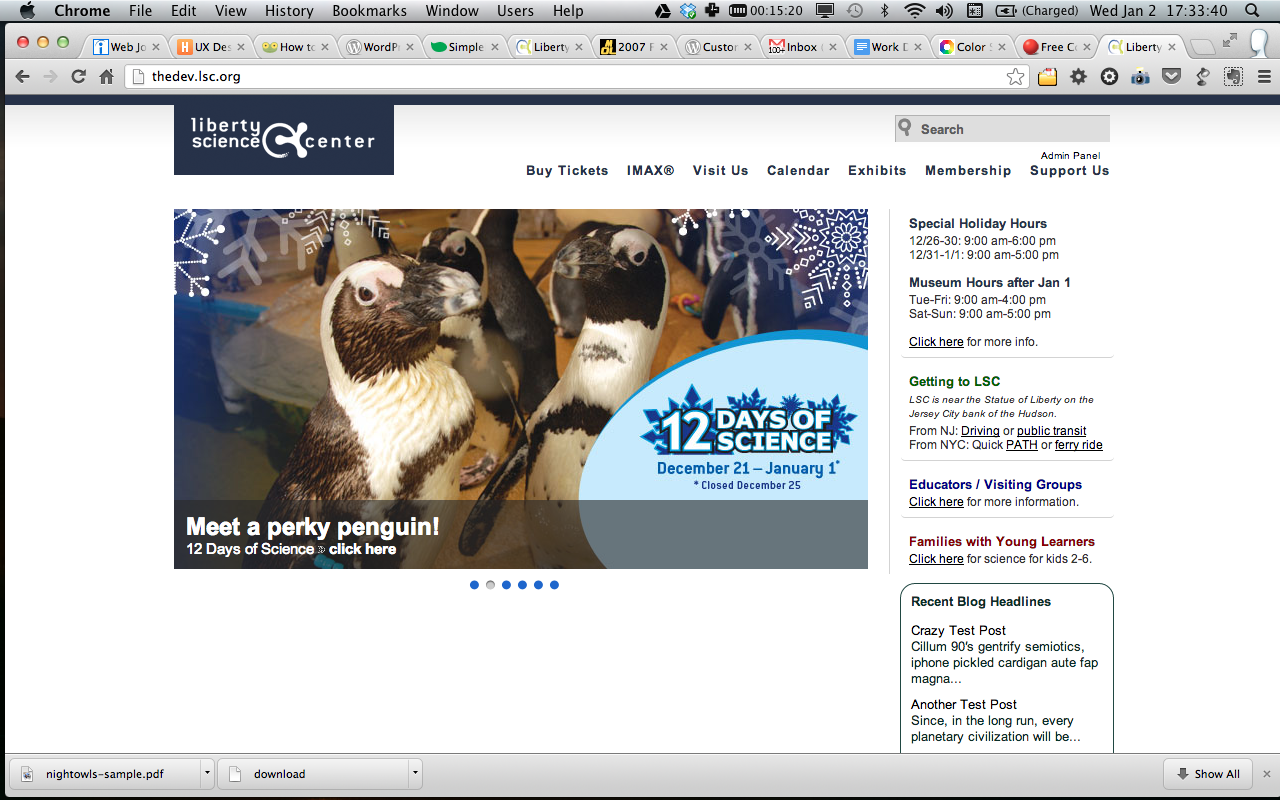 Chrome File Edit View History Bookmarks Window Users Help 00:15:20 (Charged) Wed Jan 2 17:33:40
Web Jo UX Des How to WordPr Simple Liberty 2007 F Custor Inbox ( Work D Color S Free Co Liberty
100+
thedev.lsc.org
liberty
science center
Search
Admin Panel
Buy Tickets IMAX® Visit Us Calendar Exhibits Membership Support Us
12 DAYS OF
SCIENCE
December 21 – January 1*
* Closed December 25
Meet a perky penguin!
12 Days of Science » click here
Special Holiday Hours
12/26-30: 9:00 am-6:00 pm
12/31-1/1: 9:00 am-5:00 pm
Museum Hours after Jan 1
Tue-Fri: 9:00 am-4:00 pm
Sat-Sun: 9:00 am-5:00 pm
Click here for more info.
Getting to LSC
LSC is near the Statue of Liberty on the
Jersey City bank of the Hudson.
From NJ: Driving or public transit
From NYC: Quick PATH or ferry ride
Educators / Visiting Groups
Click here for more information.
Families with Young Learners
Click here for science for kids 2-6.
Recent Blog Headlines
Crazy Test Post
Cillum 90's gentrify semiotics,
iphone pickled cardigan aute fap
magna...
Another Test Post
Since, in the long run, every
planetary civilization will be...
nightowls-sample.pdf download Show All